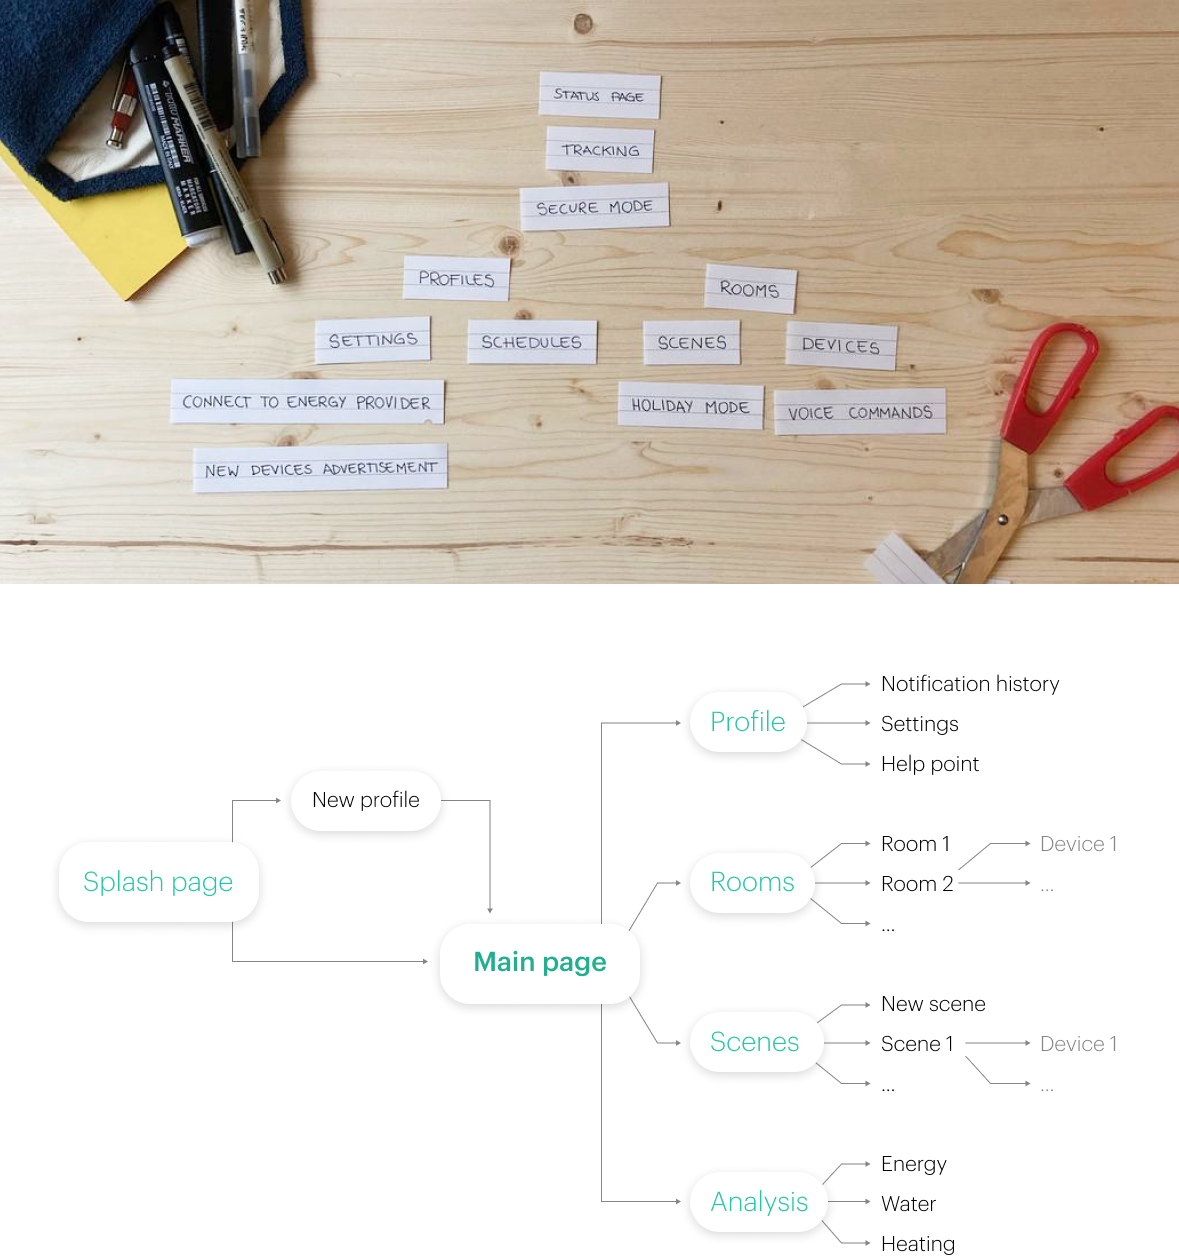 STATUS PAGE
TRACKING
SECURE MODE
PROFILES
ROOMS
SETTINGS
SCHEDULES
SCENES
DEVICES
CONNECT TO ENERGY PROVIDER
HOLIDAY MODE
VOICE COMMANDS
NEW DEVICES ADVERTISEMENT
MARKER
Splash page
New profile
Main page
Profile
Notification history
Settings
Help point
Rooms
Room 1
Room 2
...
Device 1
...
Scenes
New scene
Scene 1
...
Device 1
...
Analysis
Energy
Water
Heating